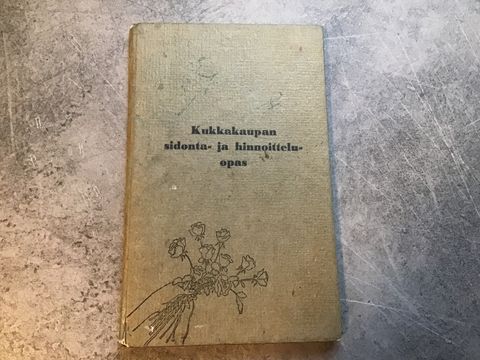 Kukkakaupan
sidonta- ja hinnoittelu-
opas